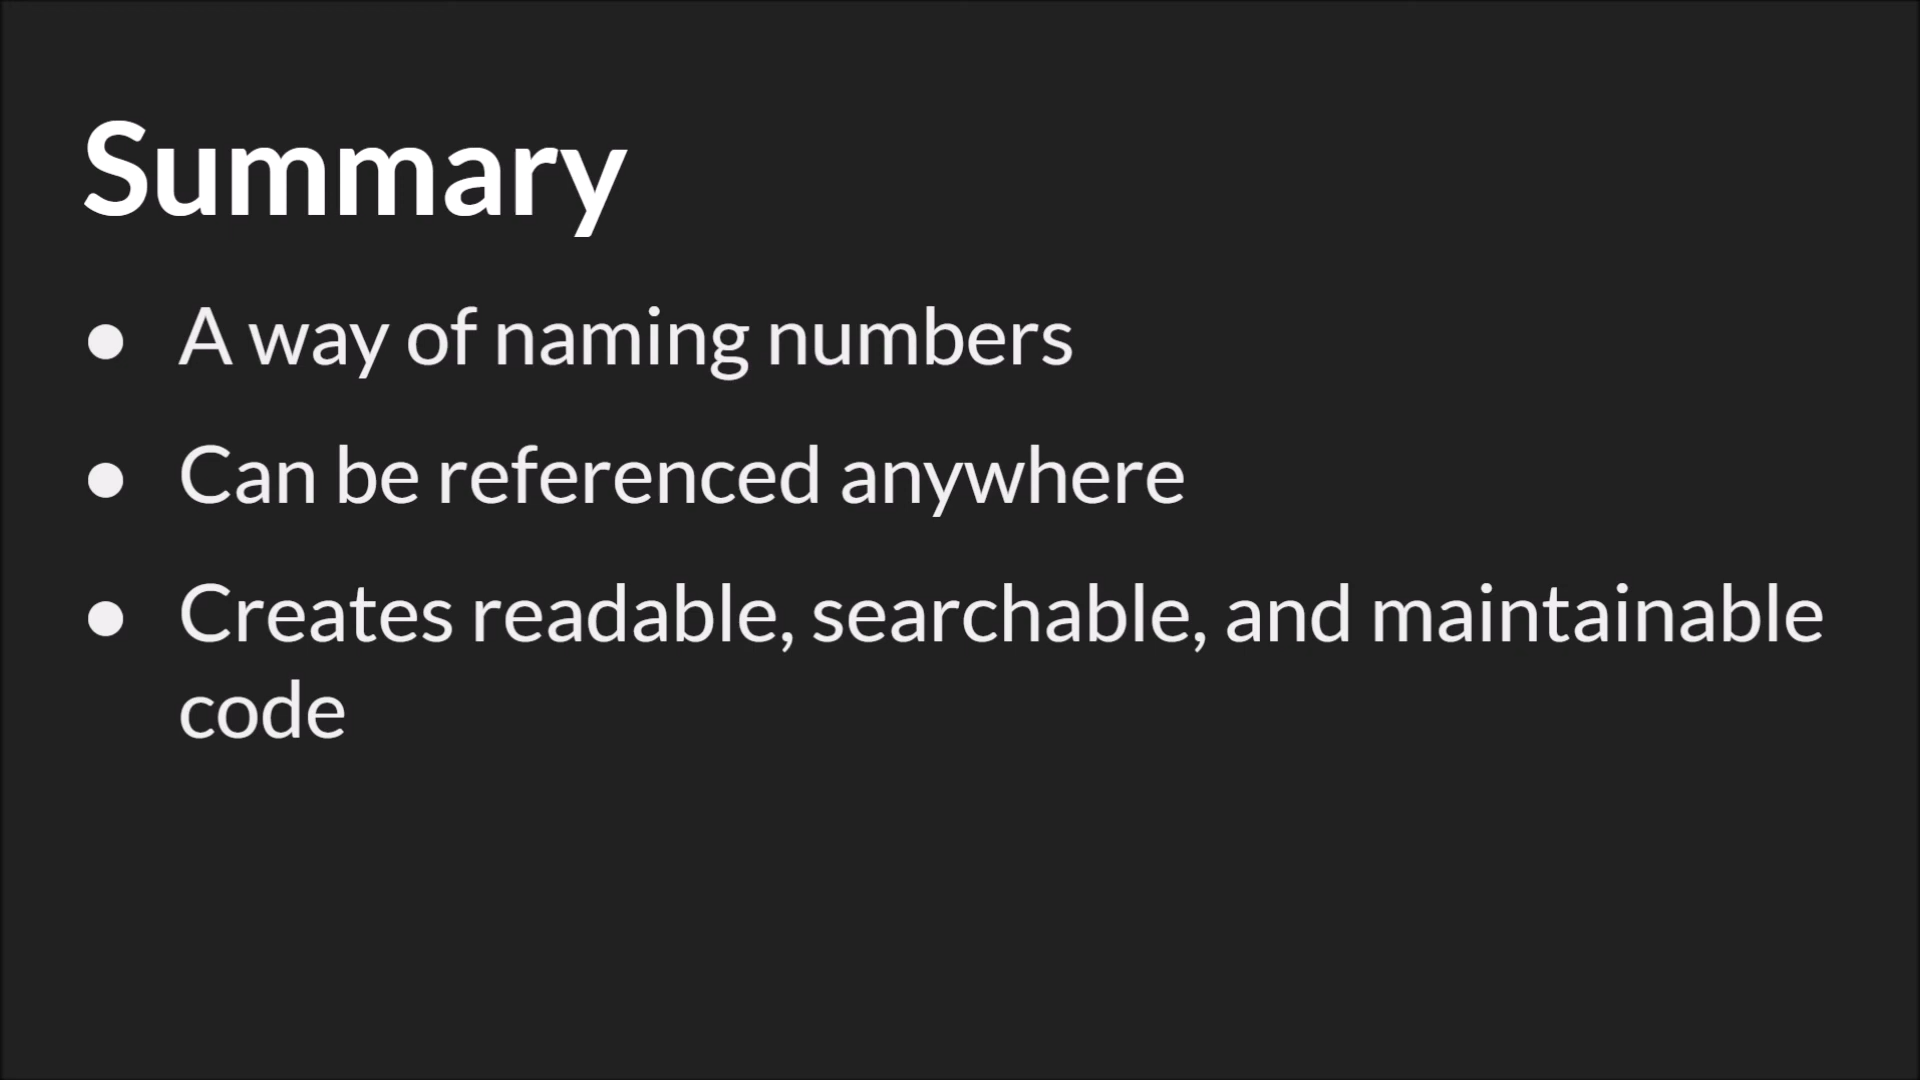 Summary
● A way of naming numbers
● Can be referenced anywhere
● Creates readable, searchable, and maintainable
code